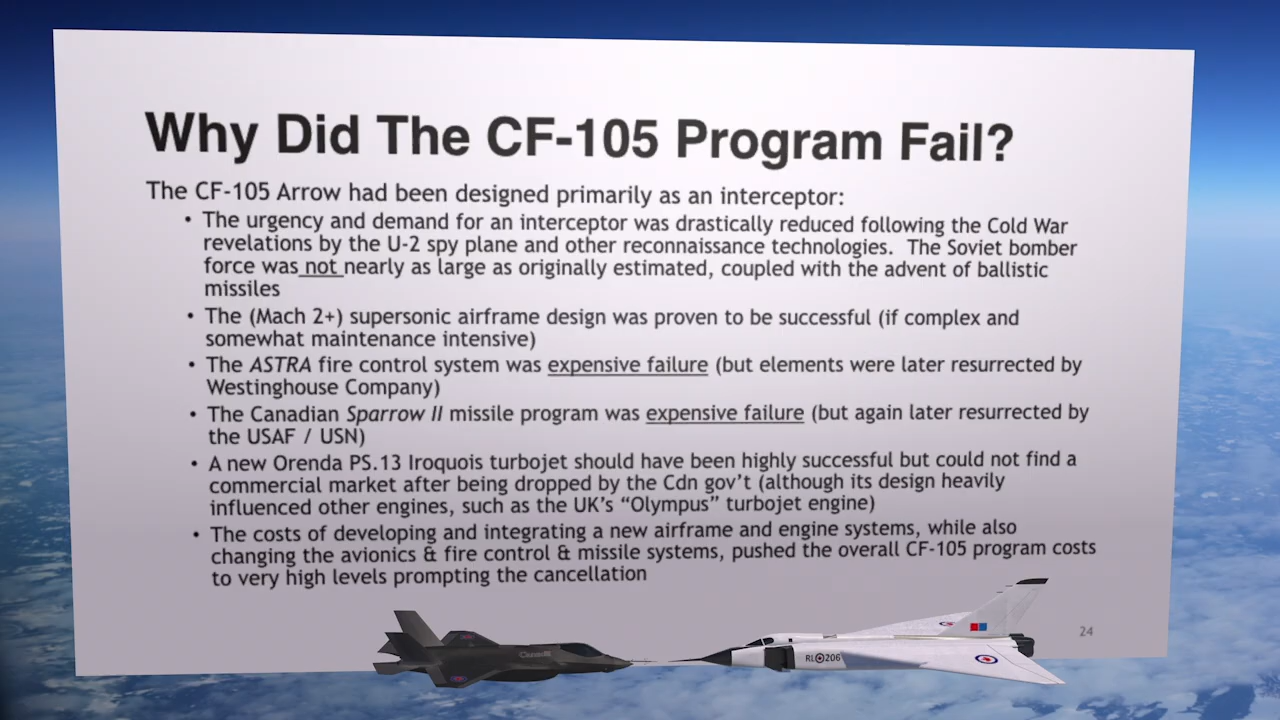 Why Did The CF-105 Program Fail?
The CF-105 Arrow had been designed primarily as an interceptor:
• The urgency and demand for an interceptor was drastically reduced following the Cold War
revelations by the U-2 spy plane and other reconnaissance technologies. The Soviet bomber
force was not nearly as large as originally estimated, coupled with the advent of ballistic
missiles
• The (Mach 2+) supersonic airframe design was proven to be successful (if complex and
somewhat maintenance intensive)
• The ASTRA fire control system was expensive failure (but elements were later resurrected by
Westinghouse Company)
• The Canadian Sparrow II missile program was expensive failure (but again later resurrected by
the USAF / USN)
• A new Orenda PS.13 Iroquois turbojet should have been highly successful but could not find a
commercial market after being dropped by the Cdn gov't (although its design heavily
influenced other engines, such as the UK's “Olympus” turbojet engine)
• The costs of developing and integrating a new airframe and engine systems, while also
changing the avionics & fire control & missile systems, pushed the overall CF-105 program costs
to very high levels prompting the cancellation
24
Canada
RL 206